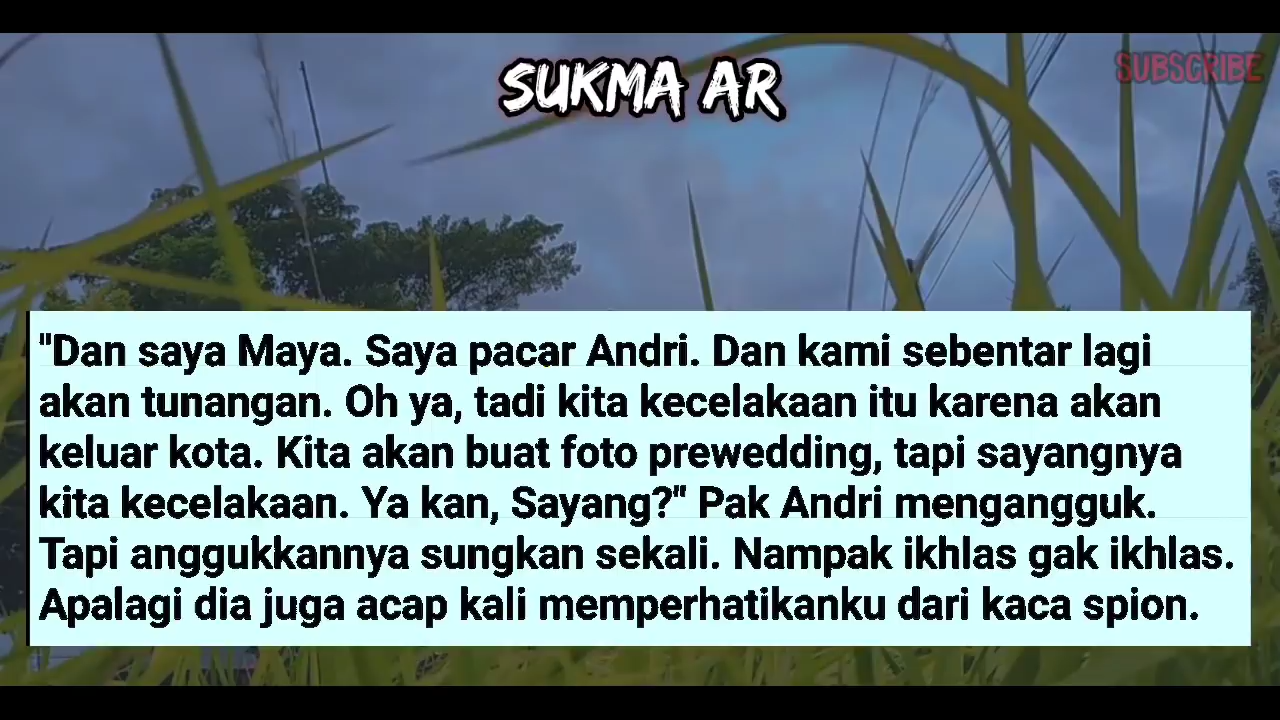 SUKMA AR
SUBSCRIBE
"Dan saya Maya. Saya pacar Andri. Dan kami sebentar lagi
akan tunangan. Oh ya, tadi kita kecelakaan itu karena akan
keluar kota. Kita akan buat foto prewedding, tapi sayangnya
kita kecelakaan. Ya kan, Sayang?" Pak Andri mengangguk.
Tapi anggukkannya sungkan sekali. Nampak ikhlas gak ikhlas.
Apalagi dia juga acap kali memperhatikanku dari kaca spion.